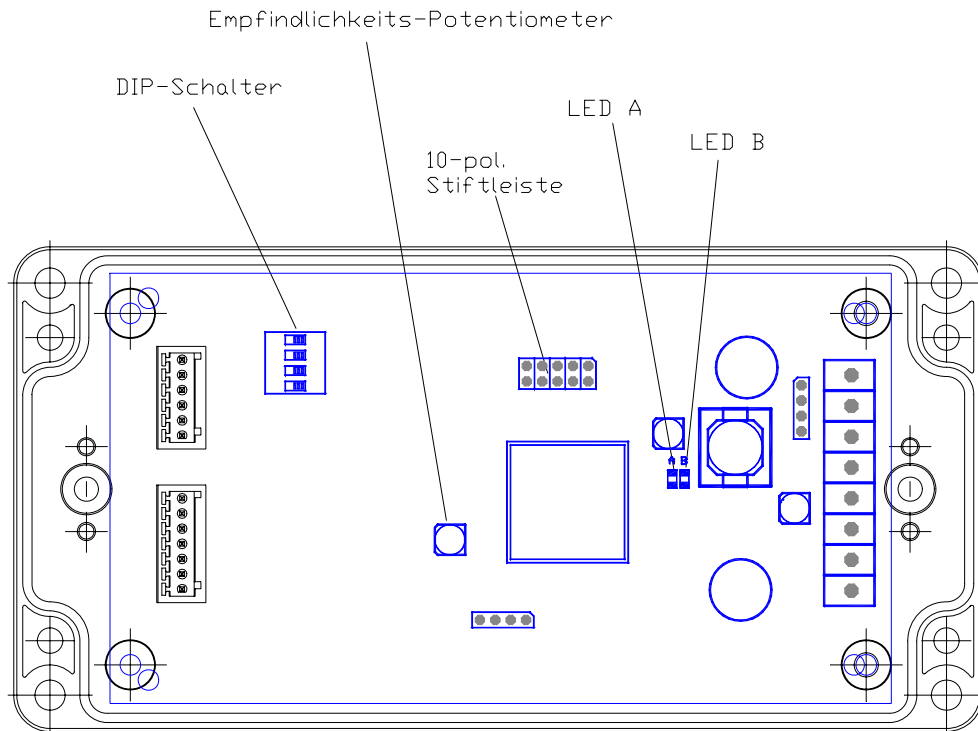 Empfindlichkeits-Potentiometer
DIP-Schalter
LED A
LED B
10-pol.
Stiftleiste
A B